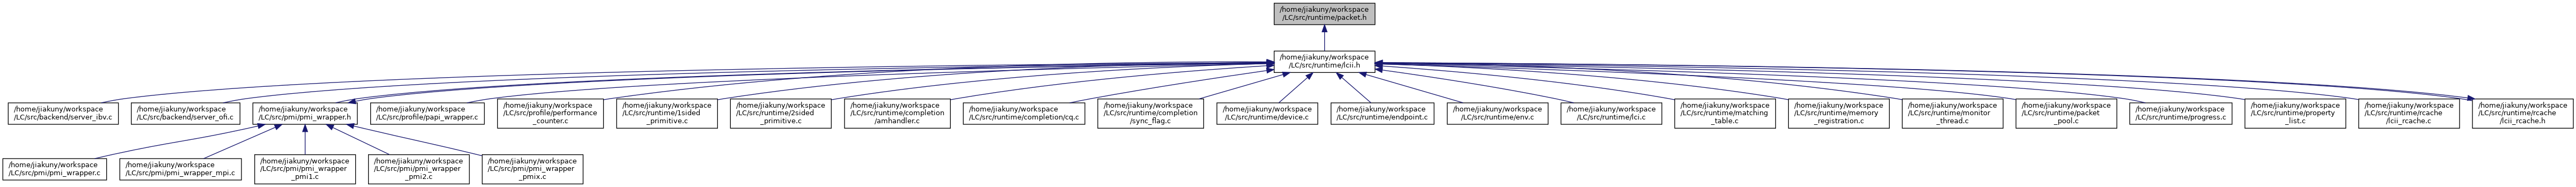 /home/jiakuny/workspace
/LC/src/runtime/packet.h
/home/jiakuny/workspace
/LC/src/runtime/lcii.h
/home/jiakuny/workspace
/LC/src/backend/server_ibv.c
/home/jiakuny/workspace
/LC/src/backend/server_ofi.c
/home/jiakuny/workspace
/LC/src/pmi/pmi_wrapper.h
/home/jiakuny/workspace
/LC/src/profile/papi_wrapper.c
/home/jiakuny/workspace
/LC/src/profile/performance
_counter.c
/home/jiakuny/workspace
/LC/src/runtime/1sided
_primitive.c
/home/jiakuny/workspace
/LC/src/runtime/2sided
_primitive.c
/home/jiakuny/workspace
/LC/src/runtime/completion
/amhandler.c
/home/jiakuny/workspace
/LC/src/runtime/completion/cq.c
/home/jiakuny/workspace
/LC/src/runtime/completion
/sync_flag.c
/home/jiakuny/workspace
/LC/src/runtime/device.c
/home/jiakuny/workspace
/LC/src/runtime/endpoint.c
/home/jiakuny/workspace
/LC/src/runtime/env.c
/home/jiakuny/workspace
/LC/src/runtime/lci.c
/home/jiakuny/workspace
/LC/src/runtime/matching
_table.c
/home/jiakuny/workspace
/LC/src/runtime/memory
_registration.c
/home/jiakuny/workspace
/LC/src/runtime/monitor
_thread.c
/home/jiakuny/workspace
/LC/src/runtime/packet
_pool.c
/home/jiakuny/workspace
/LC/src/runtime/progress.c
/home/jiakuny/workspace
/LC/src/runtime/property
_list.c
/home/jiakuny/workspace
/LC/src/runtime/rcache
/lcii_rcache.c
/home/jiakuny/workspace
/LC/src/runtime/rcache
/lcii_rcache.h
/home/jiakuny/workspace
/LC/src/pmi/pmi_wrapper.c
/home/jiakuny/workspace
/LC/src/pmi/pmi_wrapper_mpi.c
/home/jiakuny/workspace
/LC/src/pmi/pmi_wrapper
_pmi1.c
/home/jiakuny/workspace
/LC/src/pmi/pmi_wrapper
_pmi2.c
/home/jiakuny/workspace
/LC/src/pmi/pmi_wrapper
_pmix.c